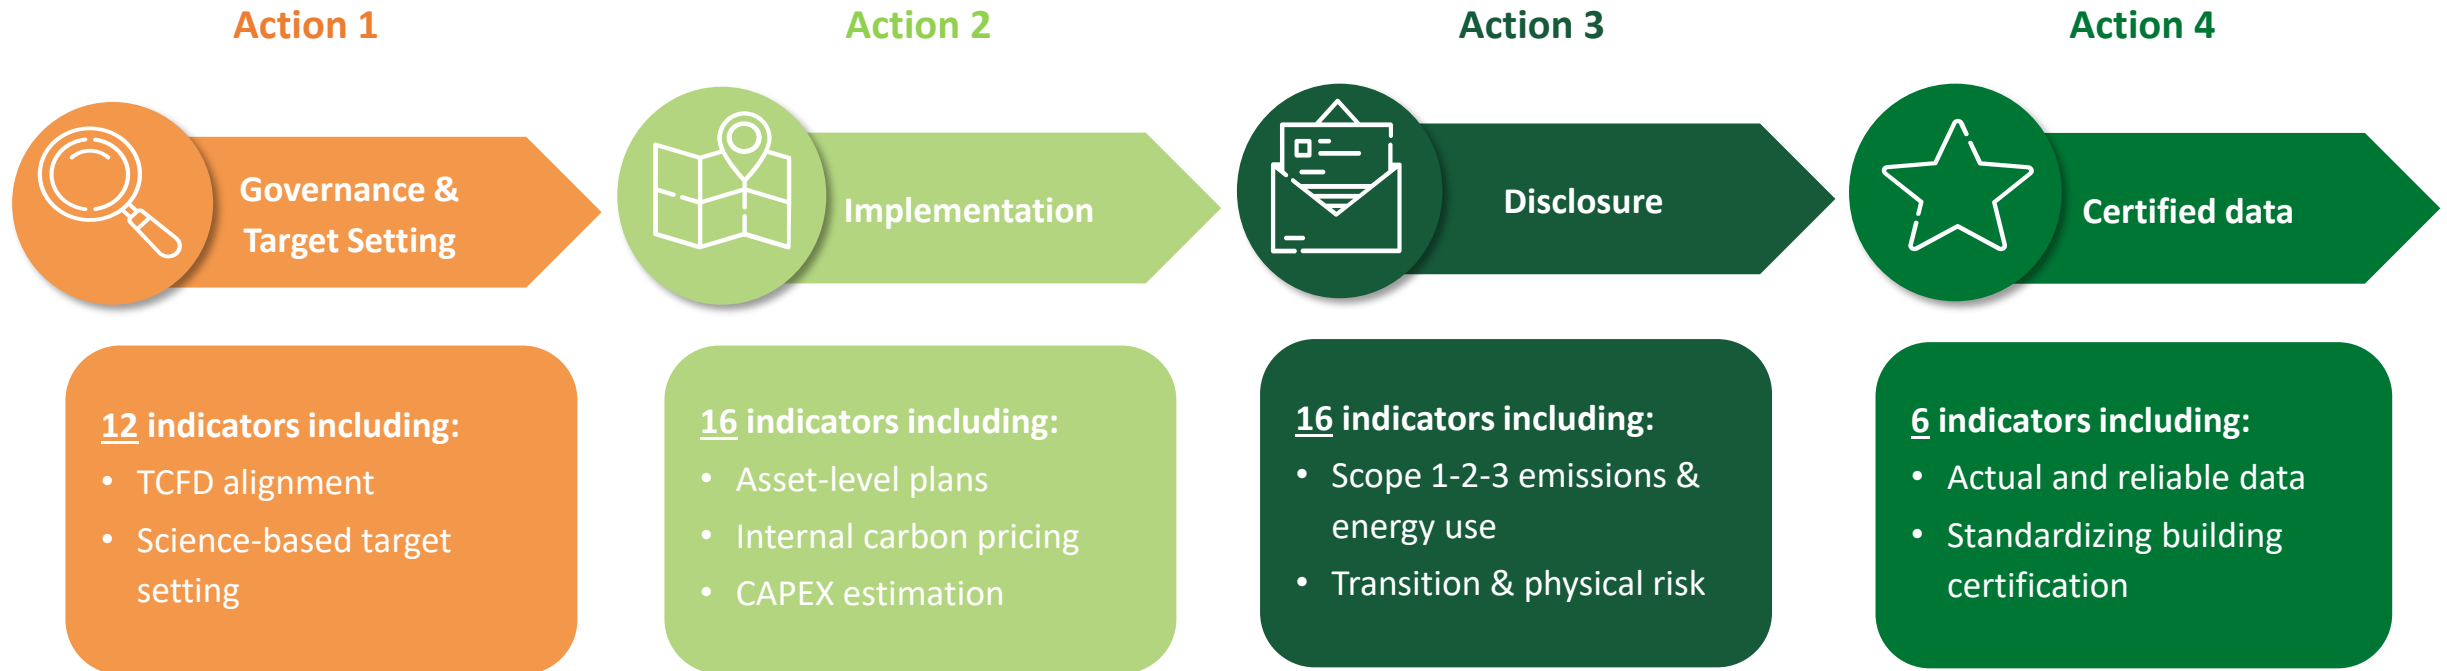 Action 1
Action 2
Action 3
Action 4
Governance &
Target Setting
Implementation
Disclosure
Certified data
12 indicators including:
• TCFD alignment
• Science-based target
setting
16 indicators including:
• Asset-level plans
• Internal carbon pricing
• CAPEX estimation
16 indicators including:
• Scope 1-2-3 emissions &
energy use
• Transition & physical risk
6 indicators including:
• Actual and reliable data
• Standardizing building
certification